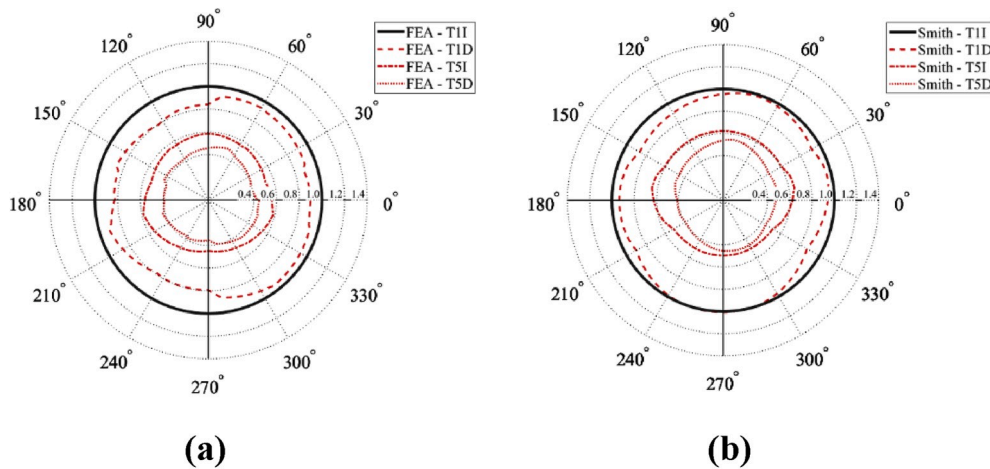 90°
60°
30°
0°
330°
300°
270°
240°
210°
180°
150°
120°
0.4 0.6 0.8 1.0 1.2 1.4
FEA - T1I
FEA - T1D
FEA - T5I
FEA - T5D
(a)
90°
60°
30°
0°
330°
300°
270°
240°
210°
180°
150°
120°
0.4 0.6 0.8 1.0 1.2 1.4
Smith - T1I
Smith - T1D
Smith - T5I
Smith - T5D
(b)